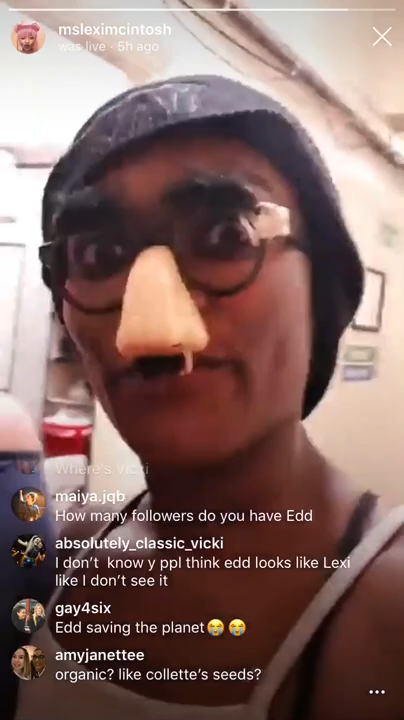 msleximcintosh
was live · 5h ago
Where's Vicki
maiya.jqb
How many followers do you have Edd
absolutely_classic_vicki
I don't know y ppl think edd looks like Lexi
like I don't see it
gay4six
Edd saving the planet😭😭
amyjanettee
organic? like collette's seeds?